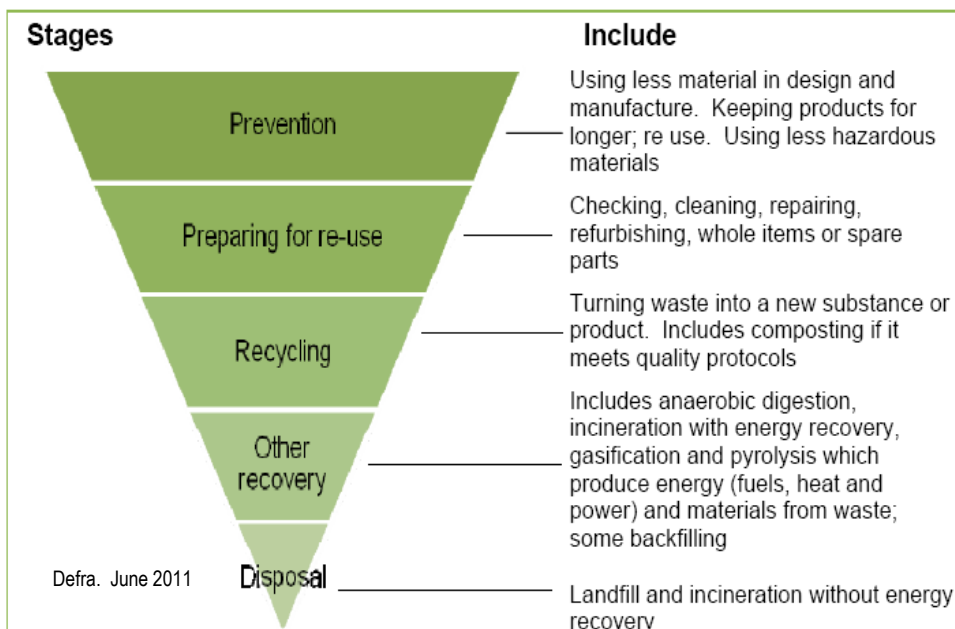 Stages
Include
Prevention
Using less material in design and
manufacture. Keeping products for
longer; re use. Using less hazardous
materials
Preparing for re-use
Checking, cleaning, repairing,
refurbishing, whole items or spare
parts
Recycling
Turning waste into a new substance or
product. Includes composting if it
meets quality protocols
Other
recovery
Includes anaerobic digestion,
incineration with energy recovery,
gasification and pyrolysis which
produce energy (fuels, heat and
power) and materials from waste;
some backfilling
Disposal
Landfill and incineration without energy
recovery
Defra. June 2011